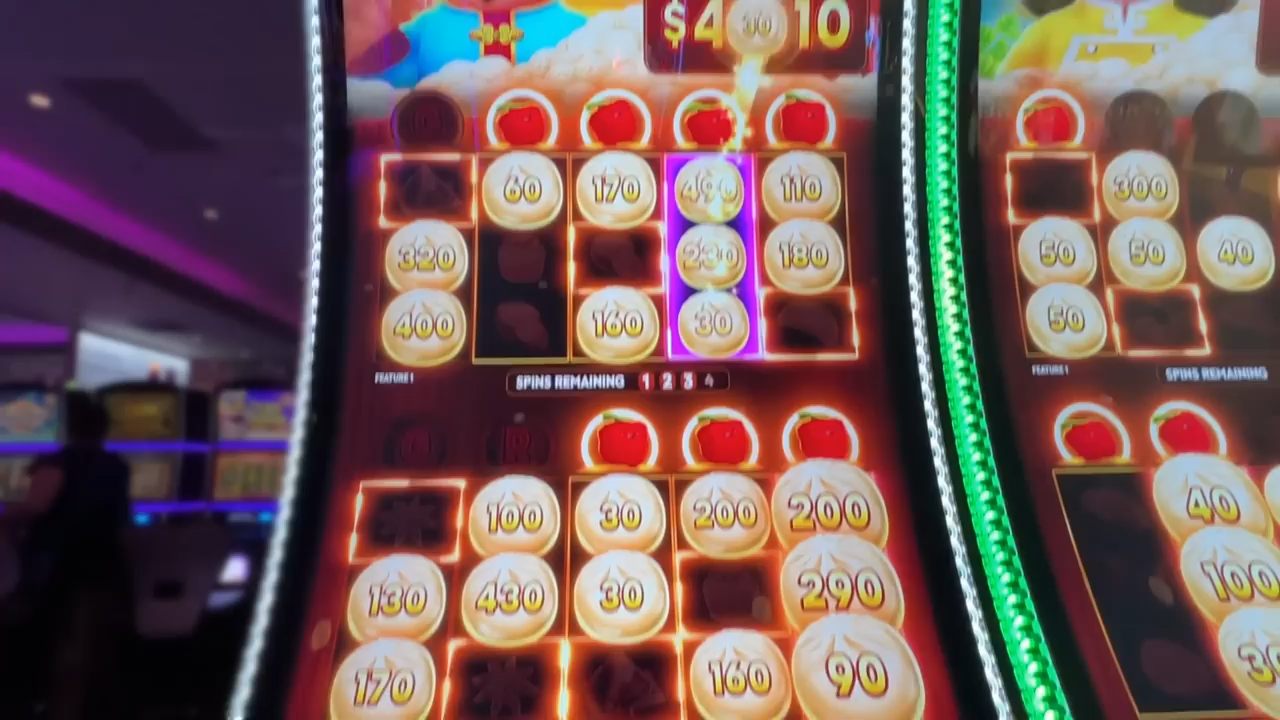 $4 30 10
60 170 490 110
320 230 180
400 160 30
FEATURE 1 SPINS REMAINING 1 2 3 4
R
100 30 200 200
130 430 30 290
170 160 90
300
50 50 40
50
FEATURE 1 SPINS REMAINING
40
100